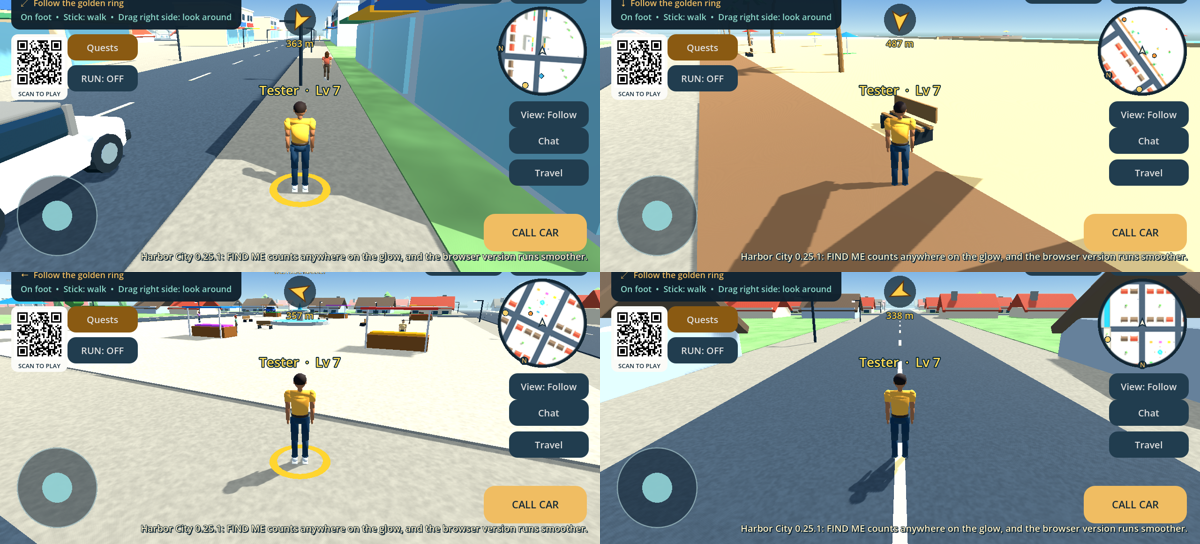 Follow the golden ring
On foot • Stick: walk • Drag right side: look around
363 m
SCAN TO PLAY
Quests
RUN: OFF
N
Tester · Lv 7
View: Follow
Chat
Travel
CALL CAR
Harbor City 0.25.1: FIND ME counts anywhere on the glow, and the browser version runs smoother.
Follow the golden ring
On foot • Stick: walk • Drag right side: look around
SCAN TO PLAY
Quests
RUN: OFF
N
Tester · Lv 7
View: Follow
Chat
Travel
CALL CAR
Harbor City 0.25.1: FIND ME counts anywhere on the glow, and the browser version runs smoother.
Follow the golden ring
On foot • Stick: walk • Drag right side: look around
SCAN TO PLAY
Quests
RUN: OFF
N
Tester · Lv 7
View: Follow
Chat
Travel
CALL CAR
Harbor City 0.25.1: FIND ME counts anywhere on the glow, and the browser version runs smoother.
Follow the golden ring
On foot • Stick: walk • Drag right side: look around
338 m
SCAN TO PLAY
Quests
RUN: OFF
N
Tester · Lv 7
View: Follow
Chat
Travel
CALL CAR
Harbor City 0.25.1: FIND ME counts anywhere on the glow, and the browser version runs smoother.